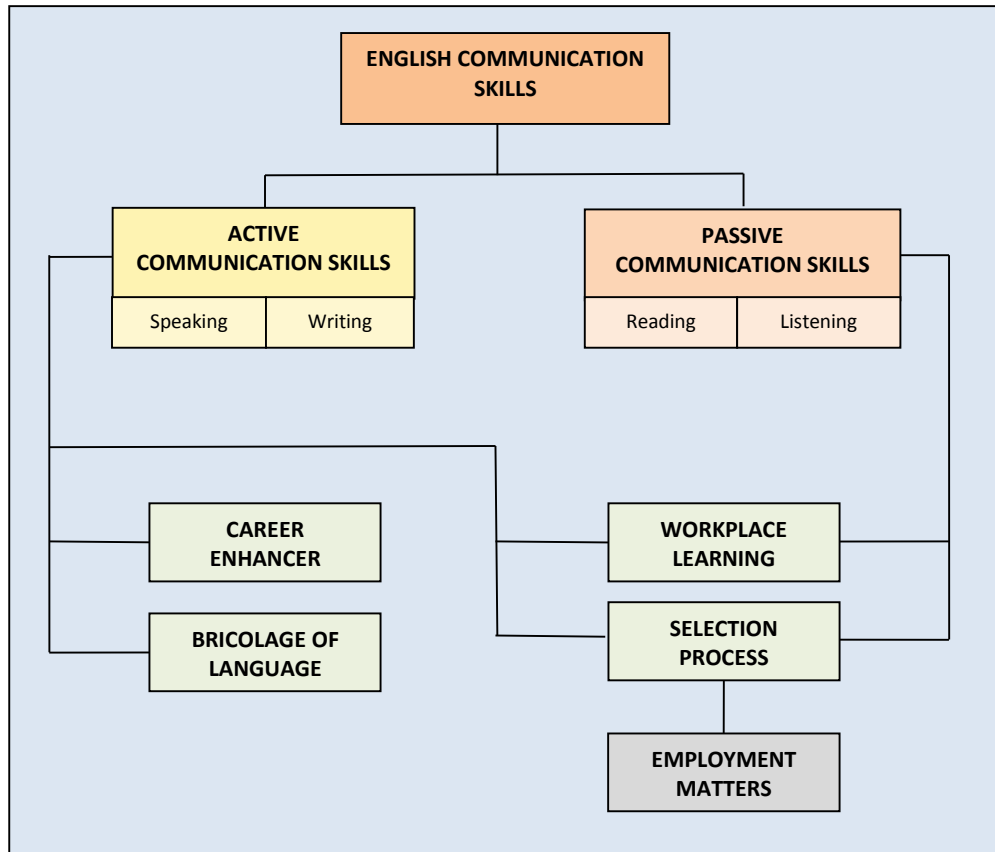 ENGLISH COMMUNICATION
SKILLS
ACTIVE
COMMUNICATION SKILLS
Speaking
Writing
PASSIVE
COMMUNICATION SKILLS
Reading
Listening
CAREER
ENHANCER
WORKPLACE
LEARNING
BRICOLAGE OF
LANGUAGE
SELECTION
PROCESS
EMPLOYMENT
MATTERS